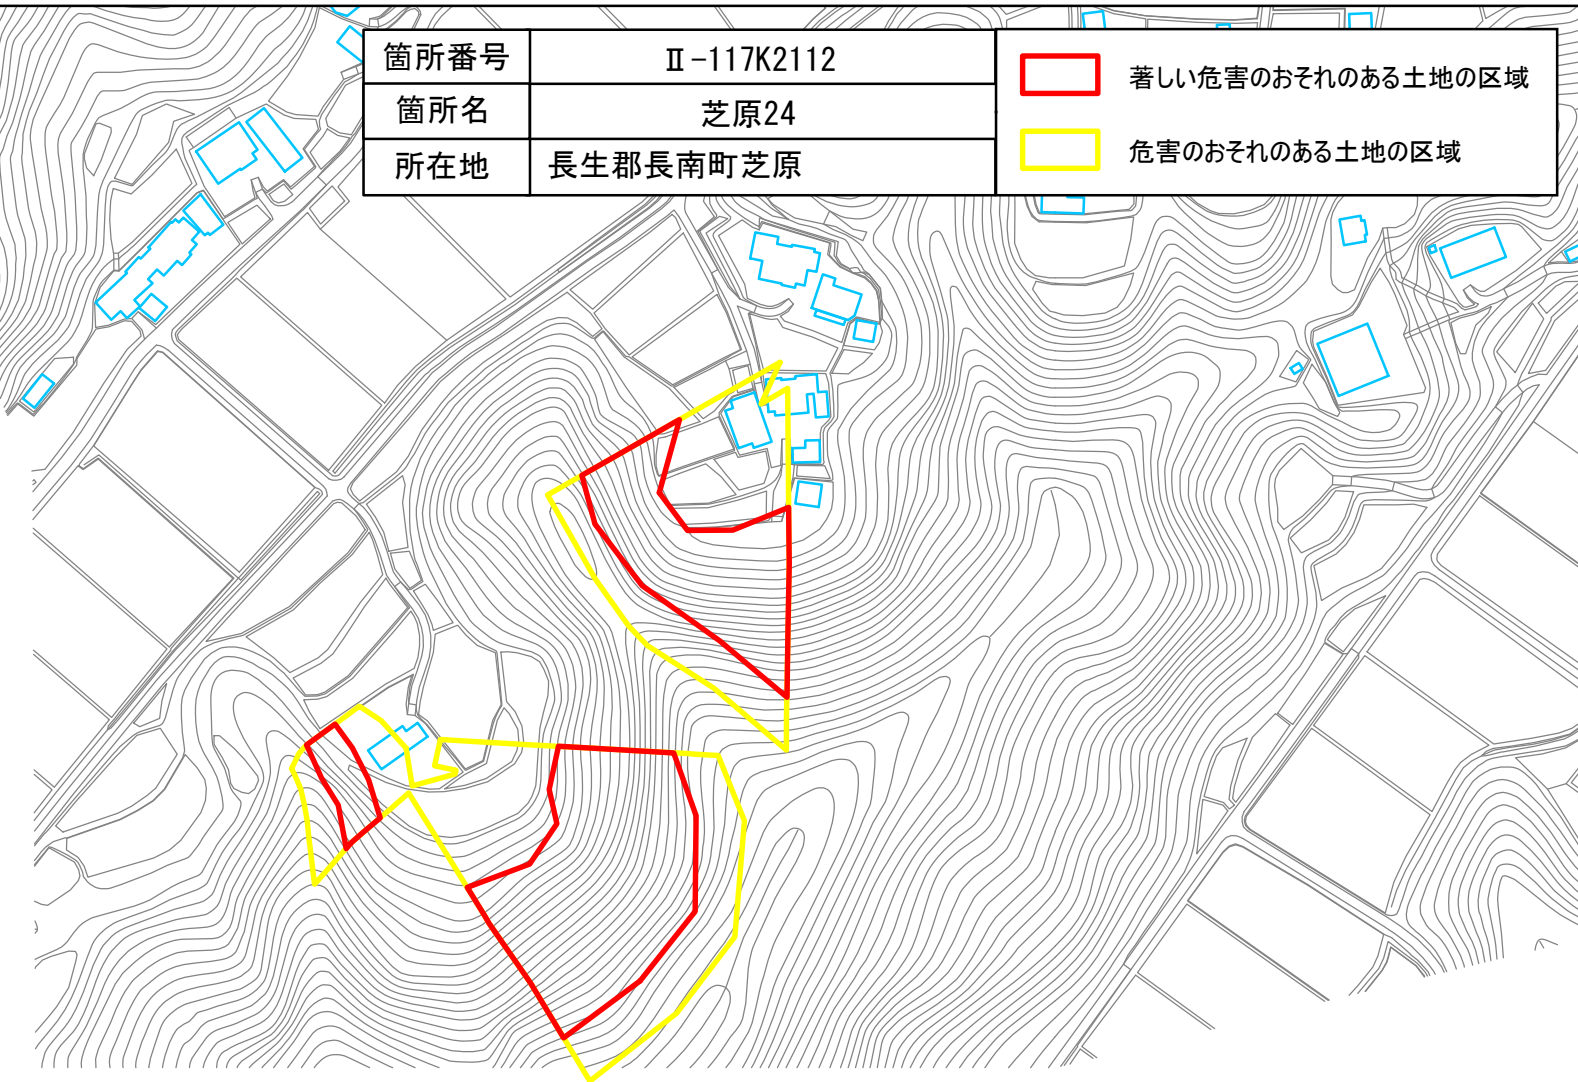 箇所番号 Ⅱ-117K2112
箇所名 芝原24
所在地 長生郡長南町芝原
著しい危害のおそれのある土地の区域
危害のおそれのある土地の区域